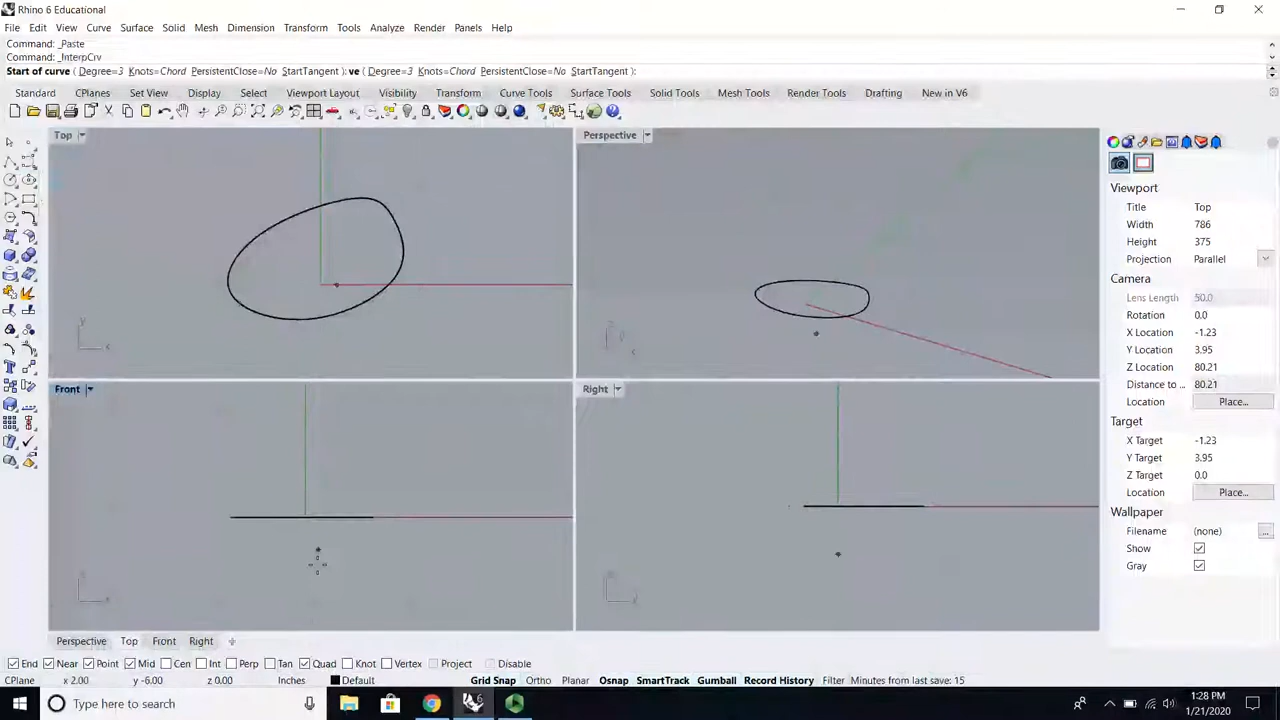 Rhino 6 Educational
File Edit View Curve Surface Solid Mesh Dimension Transform Tools Analyze Render Panels Help
Command: _Paste
Command: _InterpCrv
Start of curve ( Degree=3 Knots=Chord PersistentClose=No StartTangent ): ve ( Degree=3 Knots=Chord PersistentClose=No StartTangent ):
Standard CPlanes Set View Display Select Viewport Layout Visibility Transform Curve Tools Surface Tools Solid Tools Mesh Tools Render Tools Drafting New in V6
Top Perspective
Viewport
Title Top
Width 786
Height 375
Projection Parallel
Camera
Lens Length 50.0
Rotation 0.0
X Location -1.23
Y Location 3.95
Z Location 80.21
Distance to ... 80.21
Location Place...
Target
X Target -1.23
Y Target 3.95
Z Target 0.0
Location Place...
Wallpaper
Filename (none) ...
Show
Gray
Front Right
Perspective Top Front Right
End Near Point Mid Cen Int Perp Tan Quad Knot Vertex Project Disable
CPlane x 2.00 y -6.00 z 0.00 Inches Default Grid Snap Ortho Planar Osnap SmartTrack Gumball Record History Filter Minutes from last save: 15
Type here to search
1:28 PM
1/21/2020